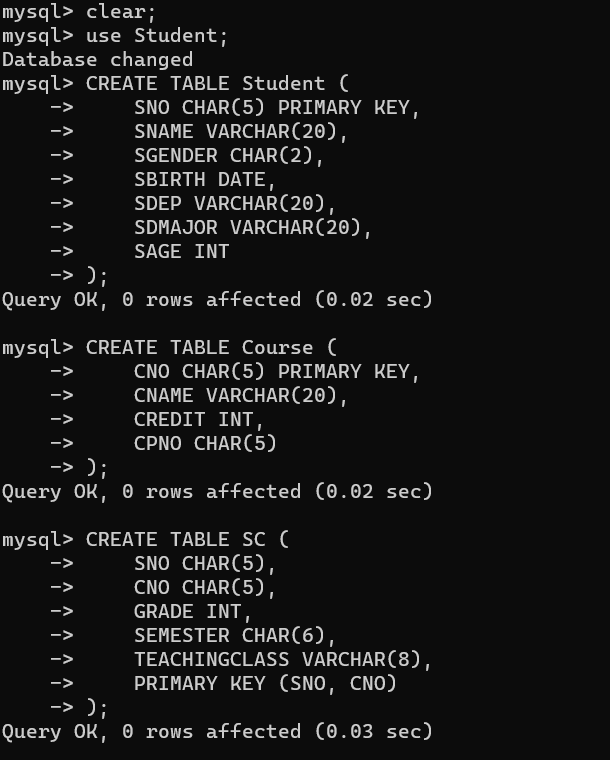 mysql> clear;
mysql> use Student;
Database changed
mysql> CREATE TABLE Student (
    ->     SNO CHAR(5) PRIMARY KEY,
    ->     SNAME VARCHAR(20),
    ->     SGENDER CHAR(2),
    ->     SBIRTH DATE,
    ->     SDEP VARCHAR(20),
    ->     SDMAJOR VARCHAR(20),
    ->     SAGE INT
    -> );
Query OK, 0 rows affected (0.02 sec)

mysql> CREATE TABLE Course (
    ->     CNO CHAR(5) PRIMARY KEY,
    ->     CNAME VARCHAR(20),
    ->     CREDIT INT,
    ->     CPNO CHAR(5)
    -> );
Query OK, 0 rows affected (0.02 sec)

mysql> CREATE TABLE SC (
    ->     SNO CHAR(5),
    ->     CNO CHAR(5),
    ->     GRADE INT,
    ->     SEMESTER CHAR(6),
    ->     TEACHINGCLASS VARCHAR(8),
    ->     PRIMARY KEY (SNO, CNO)
    -> );
Query OK, 0 rows affected (0.03 sec)